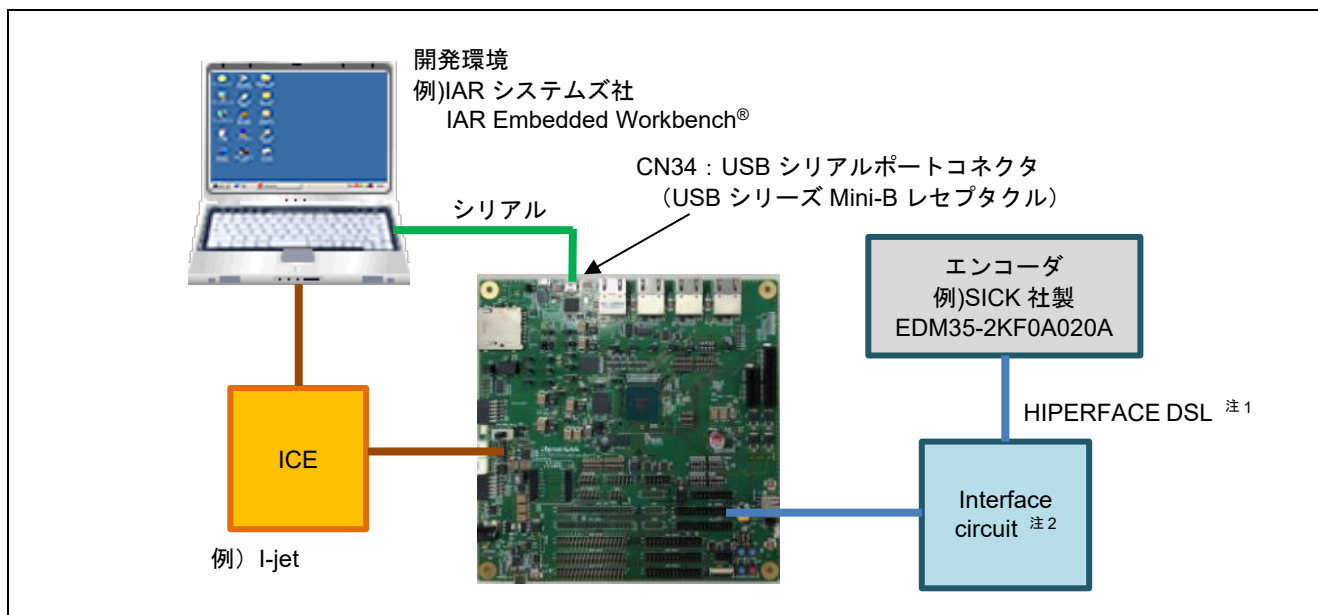 開発環境
例)IAR システムズ社
IAR Embedded Workbench®
CN34：USB シリアルポートコネクタ
（USB シリーズ Mini-B レセプタクル）
シリアル
エンコーダ
例)SICK 社製
EDM35-2KF0A020A
HIPERFACE DSL 注1
ICE
Interface
circuit 注2
例）I-jet